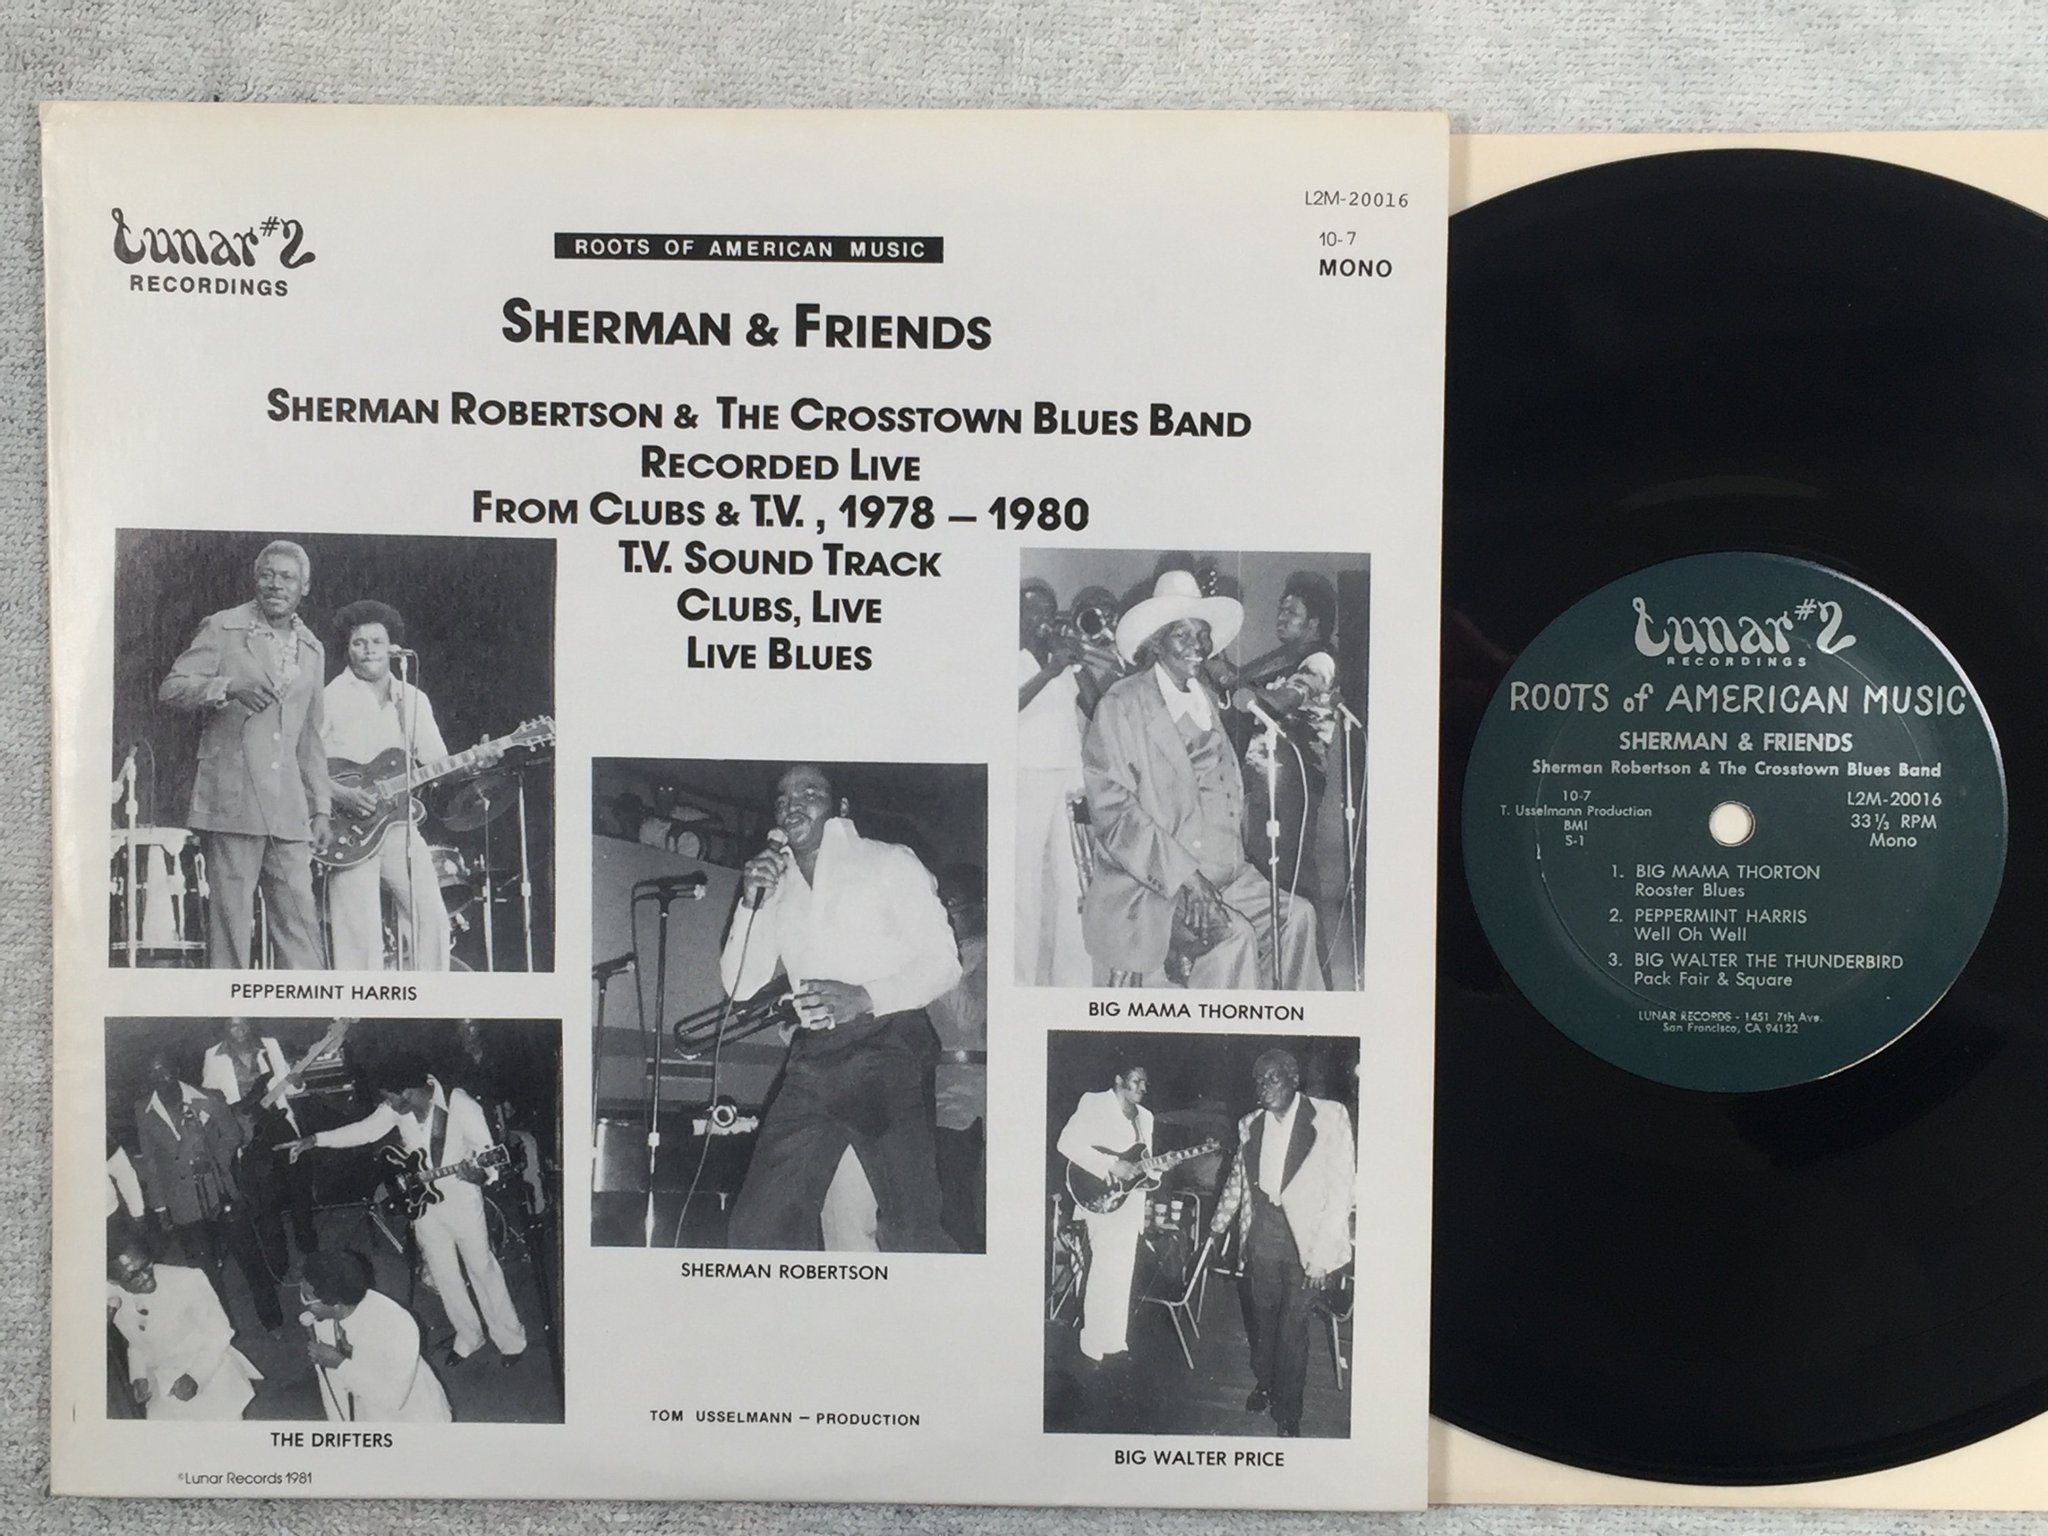 Lunar #2
RECORDINGS
ROOTS OF AMERICAN MUSIC
L2M-20016
10-7
MONO
SHERMAN & FRIENDS
SHERMAN ROBERTSON & THE CROSSTOWN BLUES BAND
RECORDED LIVE
FROM CLUBS & T.V., 1978 – 1980
T.V. SOUND TRACK
CLUBS, LIVE
LIVE BLUES
PEPPERMINT HARRIS
BIG MAMA THORNTON
SHERMAN ROBERTSON
THE DRIFTERS
BIG WALTER PRICE
TOM USSELMANN – PRODUCTION
©Lunar Records 1981
Lunar #2
RECORDINGS
ROOTS of AMERICAN MUSIC
SHERMAN & FRIENDS
Sherman Robertson & The Crosstown Blues Band
10-7
T. Usselmann Production
BMI
S-1
L2M-20016
33 1/3 RPM
Mono
1. BIG MAMA THORTON
Rooster Blues
2. PEPPERMINT HARRIS
Well Oh Well
3. BIG WALTER THE THUNDERBIRD
Pack Fair & Square
LUNAR RECORDS - 1451 7th Ave.
San Francisco, CA 94122